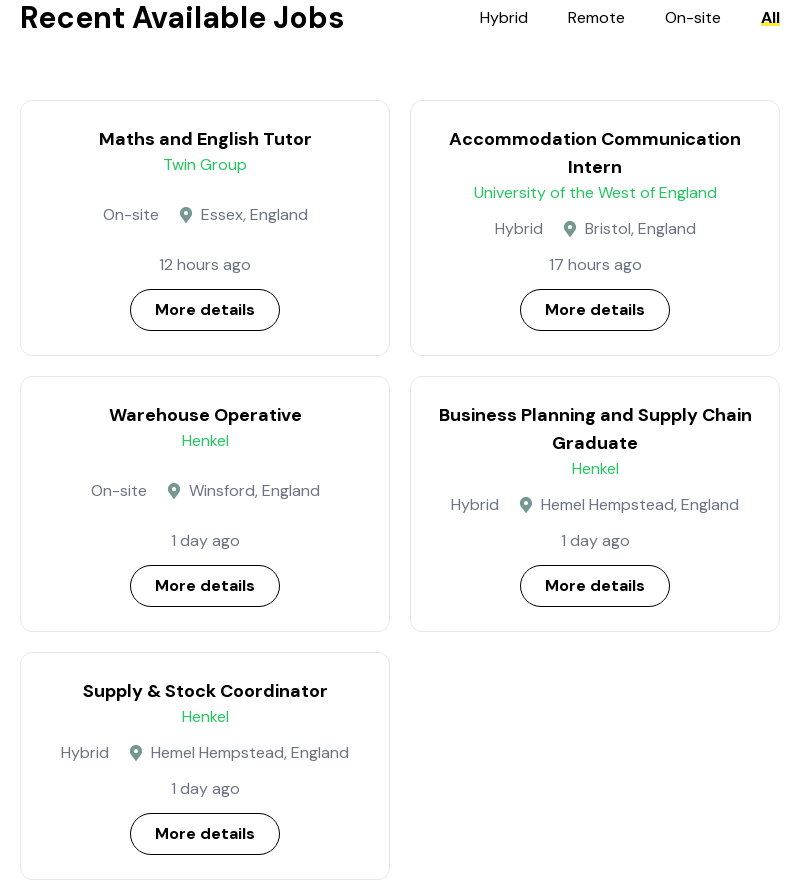 Recent Available Jobs
Hybrid Remote On-site All
Maths and English Tutor
Twin Group
On-site Essex, England
12 hours ago
More details
Accommodation Communication
Intern
University of the West of England
Hybrid Bristol, England
17 hours ago
More details
Warehouse Operative
Henkel
On-site Winsford, England
1 day ago
More details
Business Planning and Supply Chain
Graduate
Henkel
Hybrid Hemel Hempstead, England
1 day ago
More details
Supply & Stock Coordinator
Henkel
Hybrid Hemel Hempstead, England
1 day ago
More details